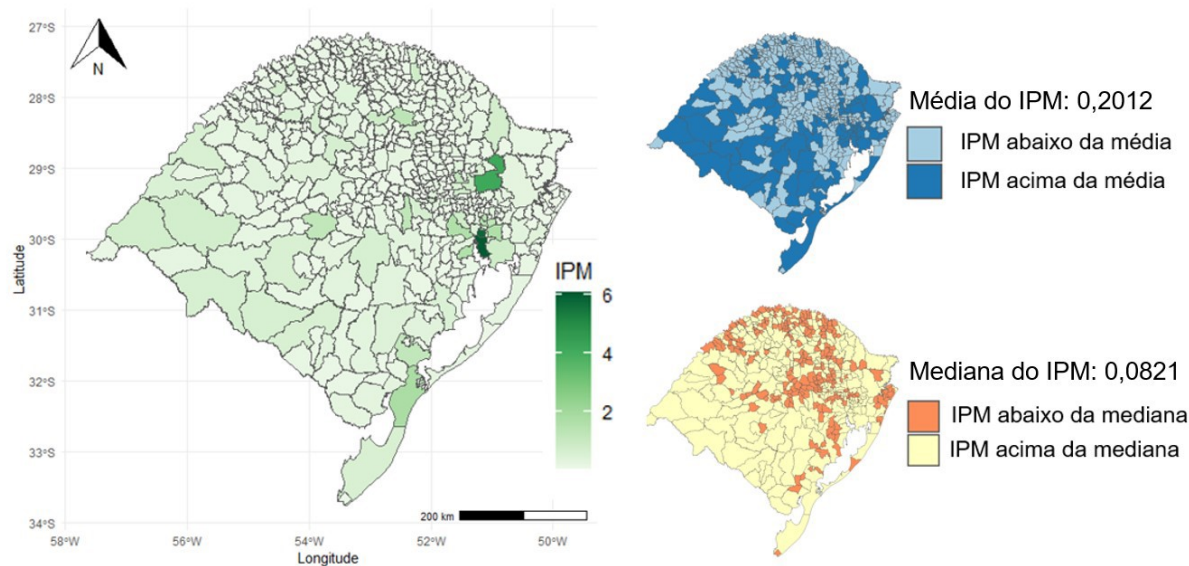 27°S
28°S
29°S
30°S
31°S
32°S
33°S
34°S
Latitude
N
58°W
56°W
54°W
52°W
50°W
Longitude
200 km
IPM
6
4
2
Média do IPM: 0,2012
IPM abaixo da média
IPM acima da média
Mediana do IPM: 0,0821
IPM abaixo da mediana
IPM acima da mediana